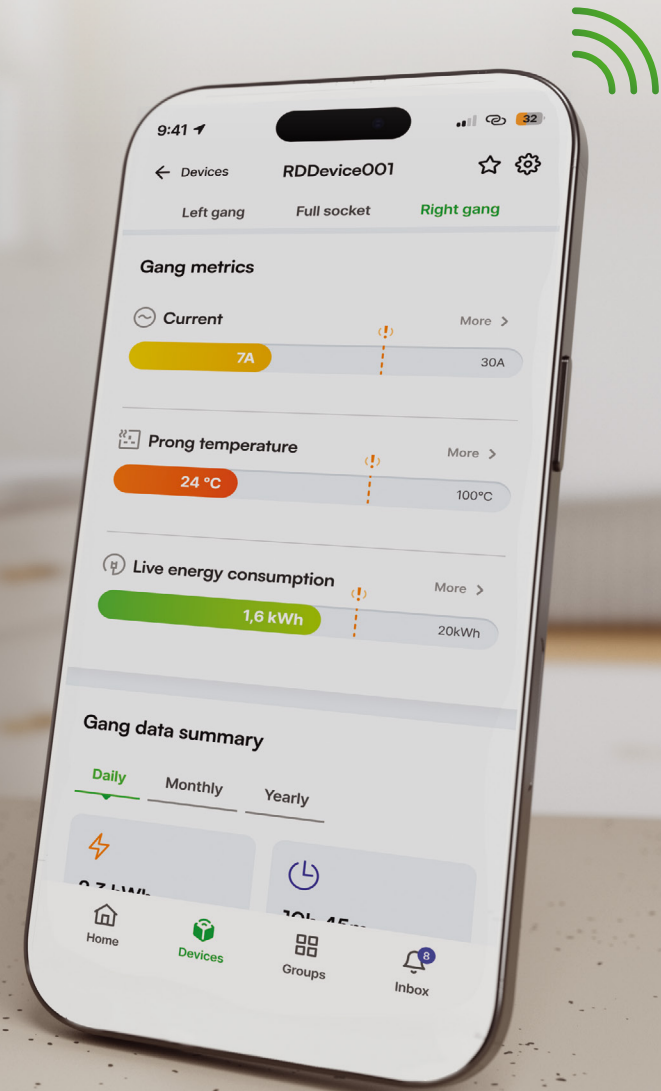 9:41
32
Devices
RDDevice001
Left gang
Full socket
Right gang
Gang metrics
Current
More
7A
30A
Prong temperature
More
24 °C
100°C
Live energy consumption
More
1,6 kWh
20kWh
Gang data summary
Daily
Monthly
Yearly
Home
Devices
Groups
8
Inbox